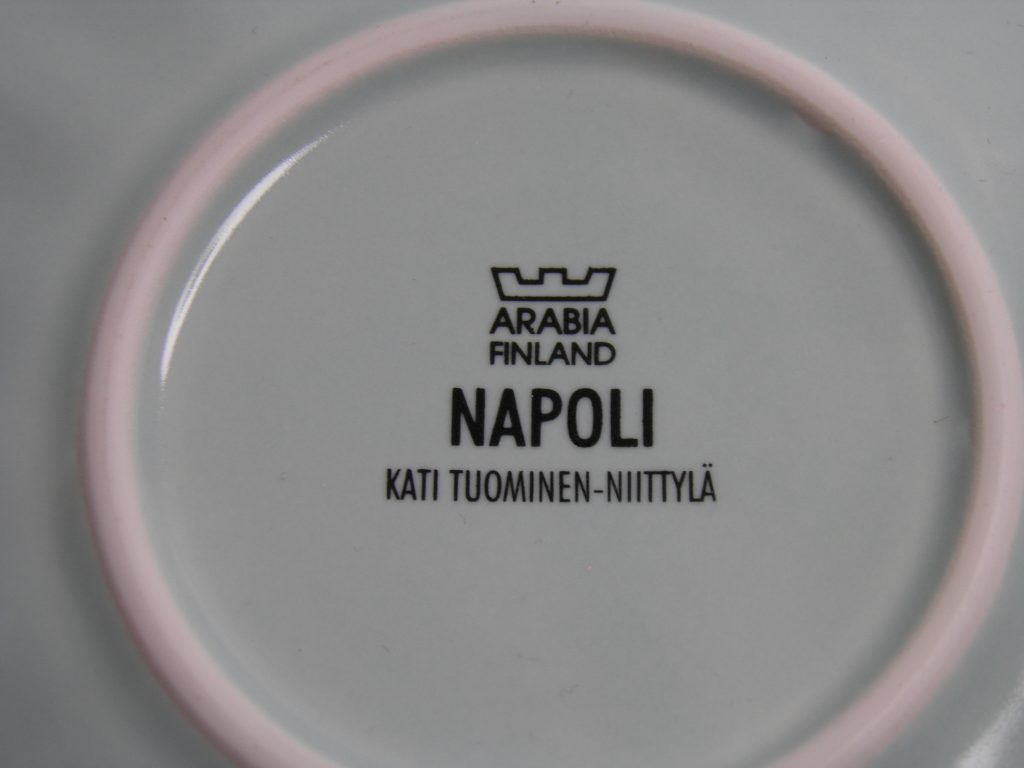 ARABIA
FINLAND
NAPOLI
KATI TUOMINEN-NIITTYLÄ